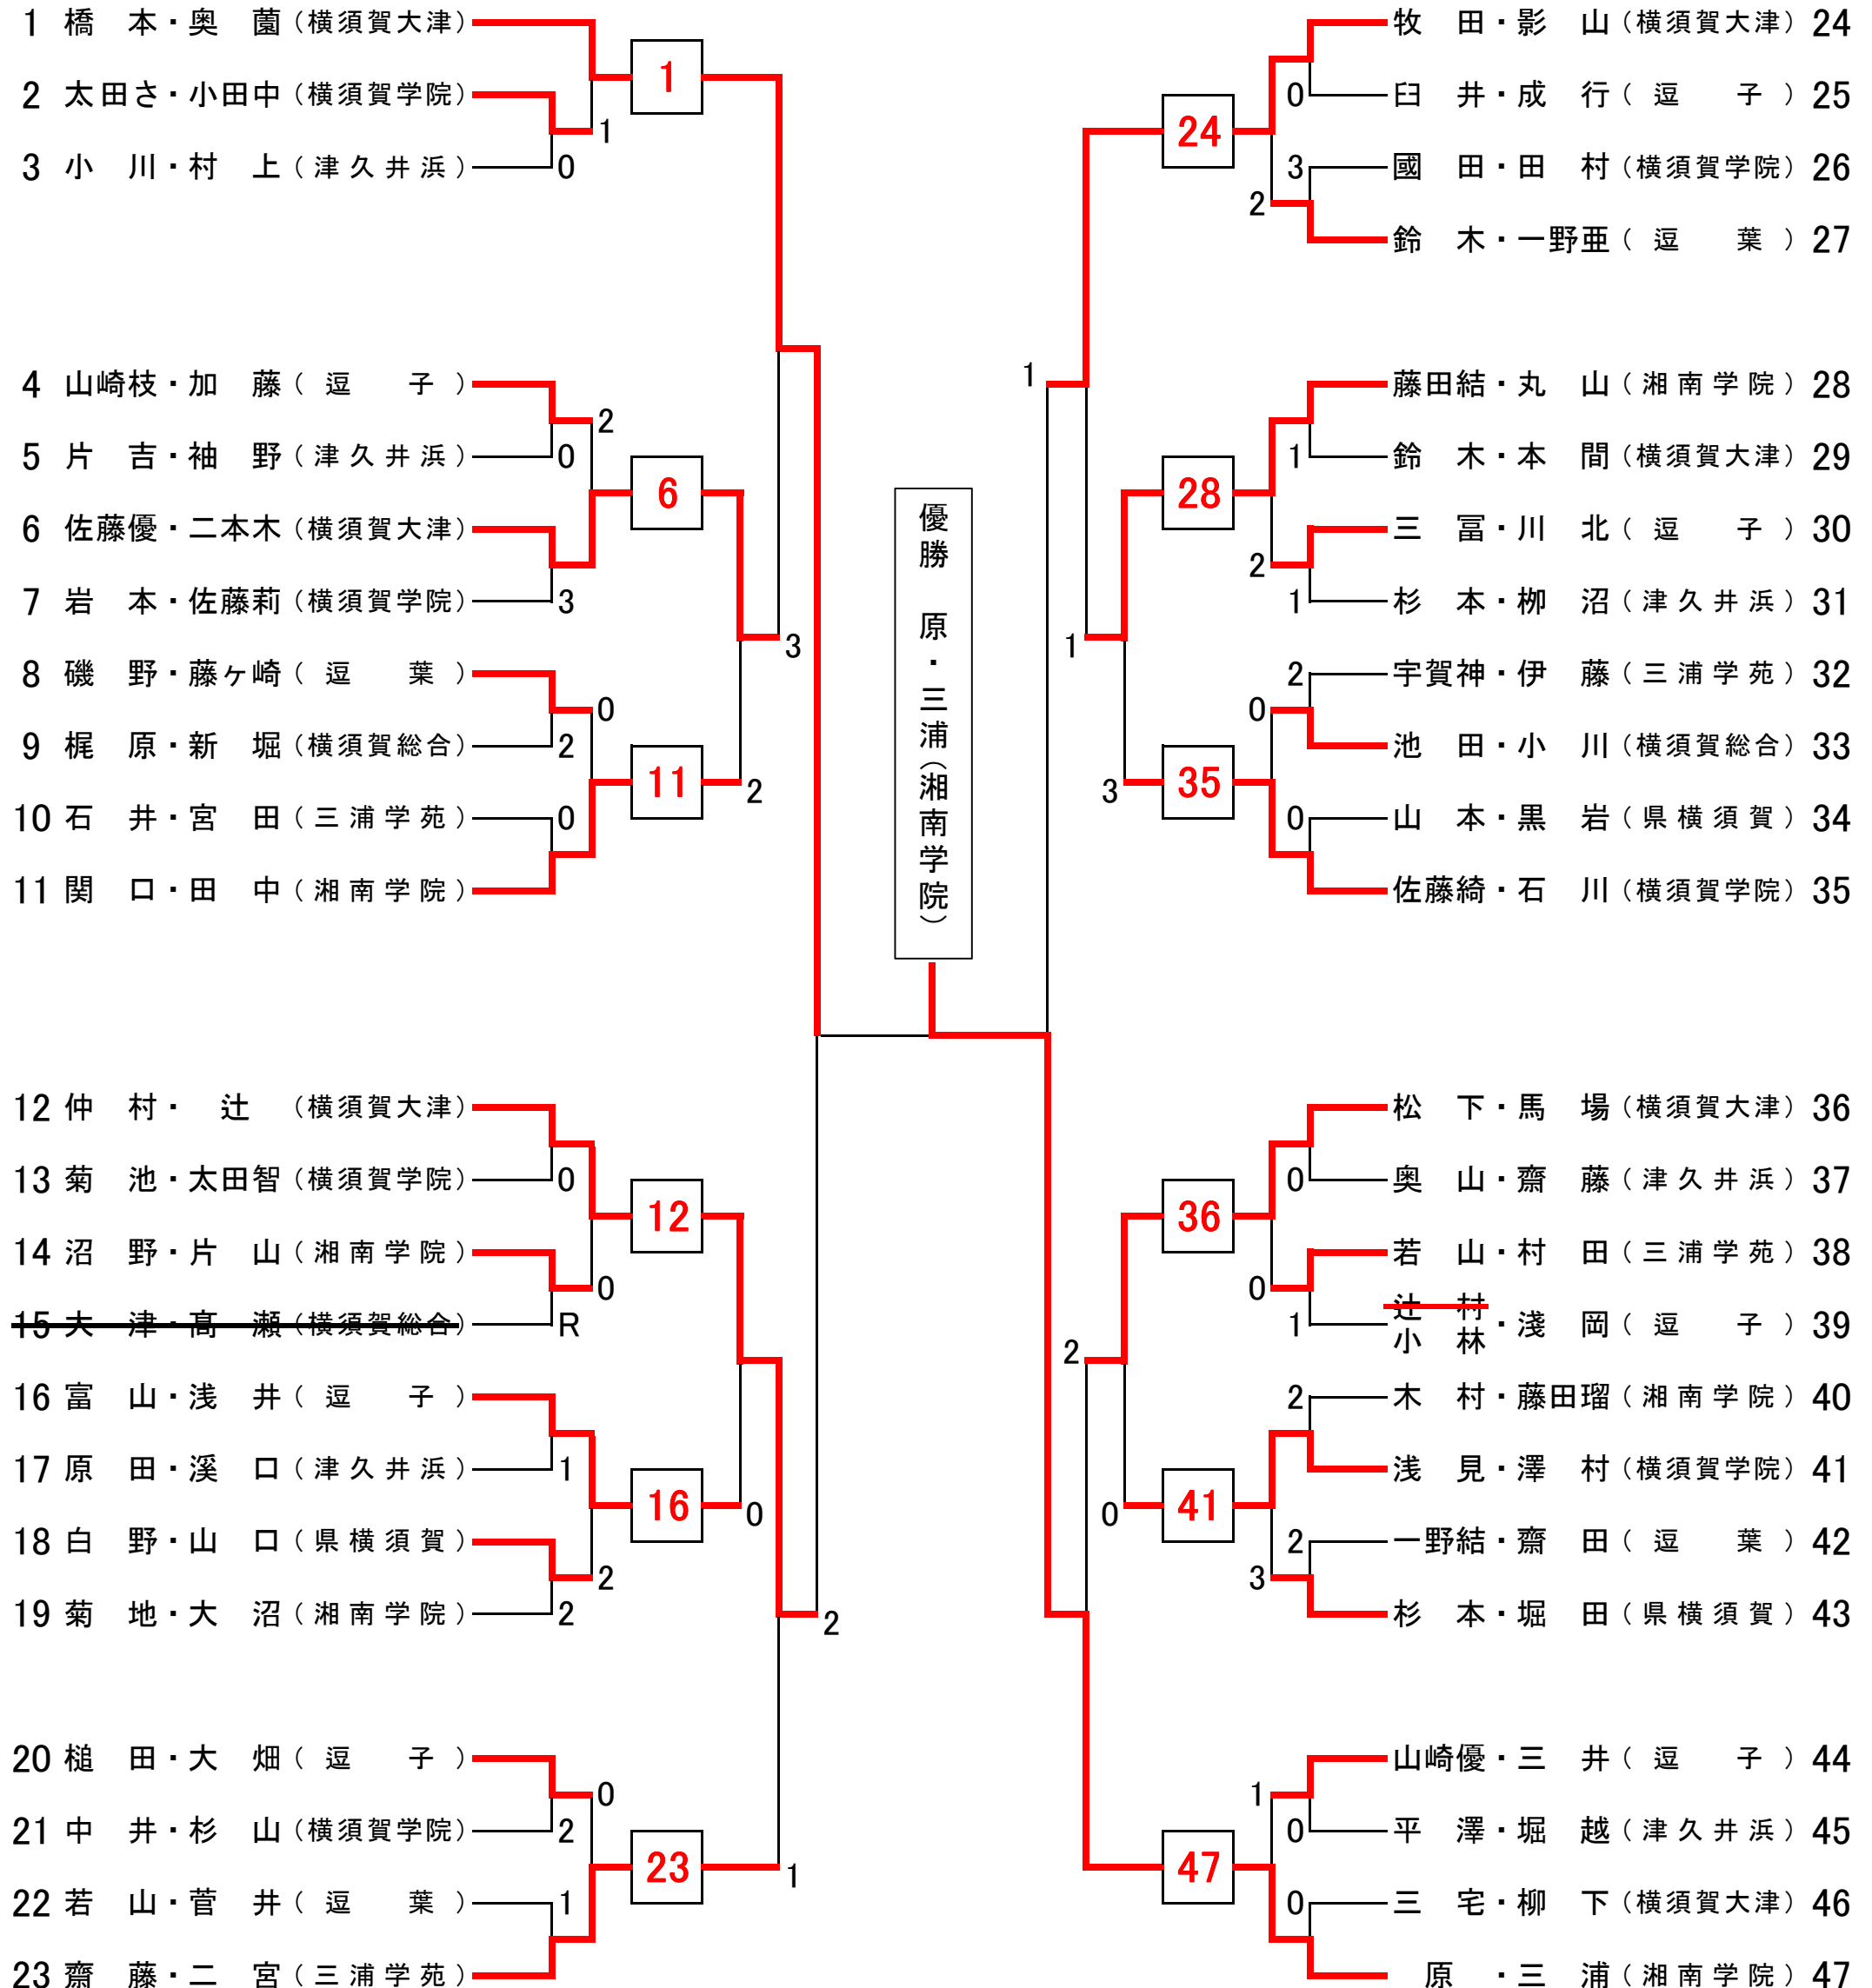 1 橋 本・奥 薗 (横須賀大津)
2 太田さ・小田中 (横須賀学院)
3 小 川・村 上 (津久井浜)
1
1
0
4 山崎枝・加 藤 (逗 子)
5 片 吉・袖 野 (津久井浜)
6 佐藤優・二本木 (横須賀大津)
7 岩 本・佐藤莉 (横須賀学院)
8 磯 野・藤ヶ崎 (逗 葉)
9 梶 原・新 堀 (横須賀総合)
10 石 井・宮 田 (三浦学苑)
11 関 口・田 中 (湘南学院)
2
0
6
3
3
0
2
11
2
0
12 仲 村・ 辻 (横須賀大津)
13 菊 池・太田智 (横須賀学院)
14 沼 野・片 山 (湘南学院)
15 大 津・髙 瀬 (横須賀総合)
16 富 山・浅 井 (逗 子)
17 原 田・溪 口 (津久井浜)
18 白 野・山 口 (県横須賀)
19 菊 地・大 沼 (湘南学院)
0
12
0
R
1
16
0
2
2
2
20 槌 田・大 畑 (逗 子)
21 中 井・杉 山 (横須賀学院)
22 若 山・菅 井 (逗 葉)
23 齋 藤・二 宮 (三浦学苑)
0
2
23
1
1
優勝 原・三浦(湘南学院)
牧 田・影 山 (横須賀大津) 24
臼 井・成 行 (逗 子) 25
國 田・田 村 (横須賀学院) 26
鈴 木・一野亜 (逗 葉) 27
0
24
3
2
1
藤田結・丸 山 (湘南学院) 28
鈴 木・本 間 (横須賀大津) 29
三 冨・川 北 (逗 子) 30
杉 本・栁 沼 (津久井浜) 31
宇賀神・伊 藤 (三浦学苑) 32
池 田・小 川 (横須賀総合) 33
山 本・黒 岩 (県横須賀) 34
佐藤綺・石 川 (横須賀学院) 35
1
28
2
1
1
2
0
3
35
0
松 下・馬 場 (横須賀大津) 36
奥 山・齋 藤 (津久井浜) 37
若 山・村 田 (三浦学苑) 38
辻 村
小 林・淺 岡 (逗 子) 39
木 村・藤田瑠 (湘南学院) 40
浅 見・澤 村 (横須賀学院) 41
一野結・齋 田 (逗 葉) 42
杉 本・堀 田 (県横須賀) 43
0
36
0
1
2
2
0
41
2
3
山崎優・三 井 (逗 子) 44
平 澤・堀 越 (津久井浜) 45
三 宅・柳 下 (横須賀大津) 46
原 ・三 浦 (湘南学院) 47
1
0
47
0